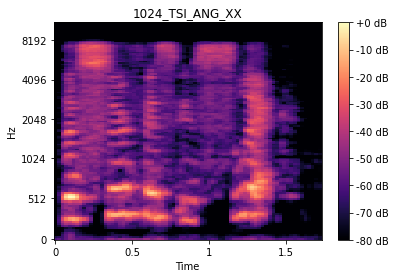 1024_TSI_ANG_XX
+0 dB
8192
-10 dB
4096
-20 dB
-30 dB
2048
Hz
-40 dB
1024
-50 dB
512
-60 dB
-70 dB
0
-80 dB
0 0.5 1 1.5
Time